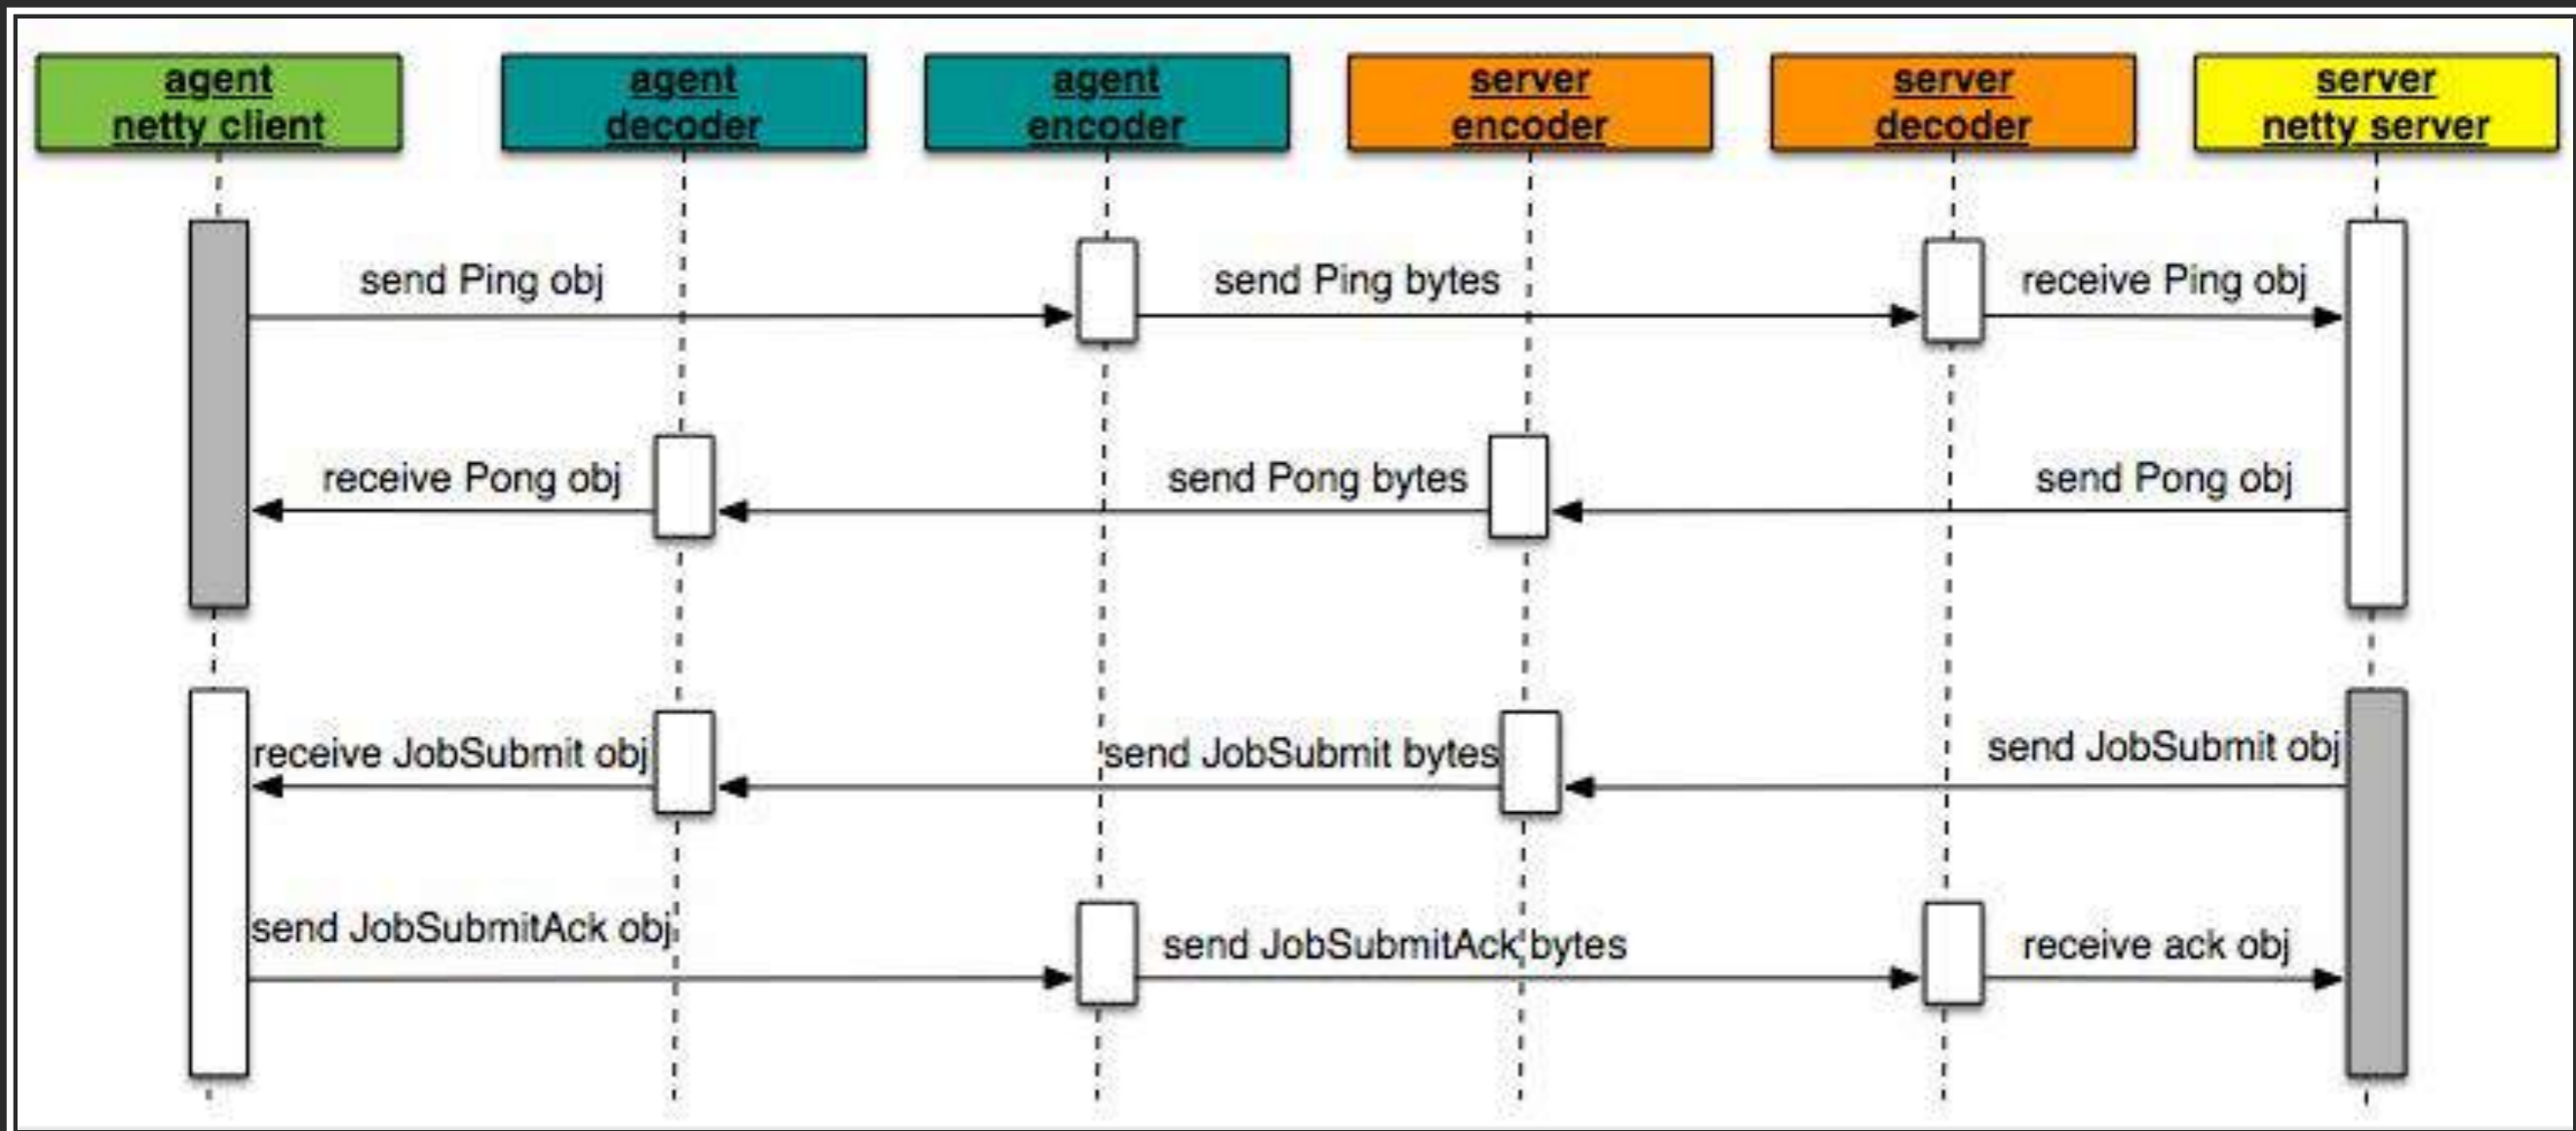 agent
netty client
agent
decoder
agent
encoder
server
encoder
server
decoder
server
netty server
send Ping obj
send Ping bytes
receive Ping obj
receive Pong obj
send Pong bytes
send Pong obj
receive JobSubmit obj
send JobSubmit bytes
send JobSubmit obj
send JobSubmitAck obj
send JobSubmitAck bytes
receive ack obj